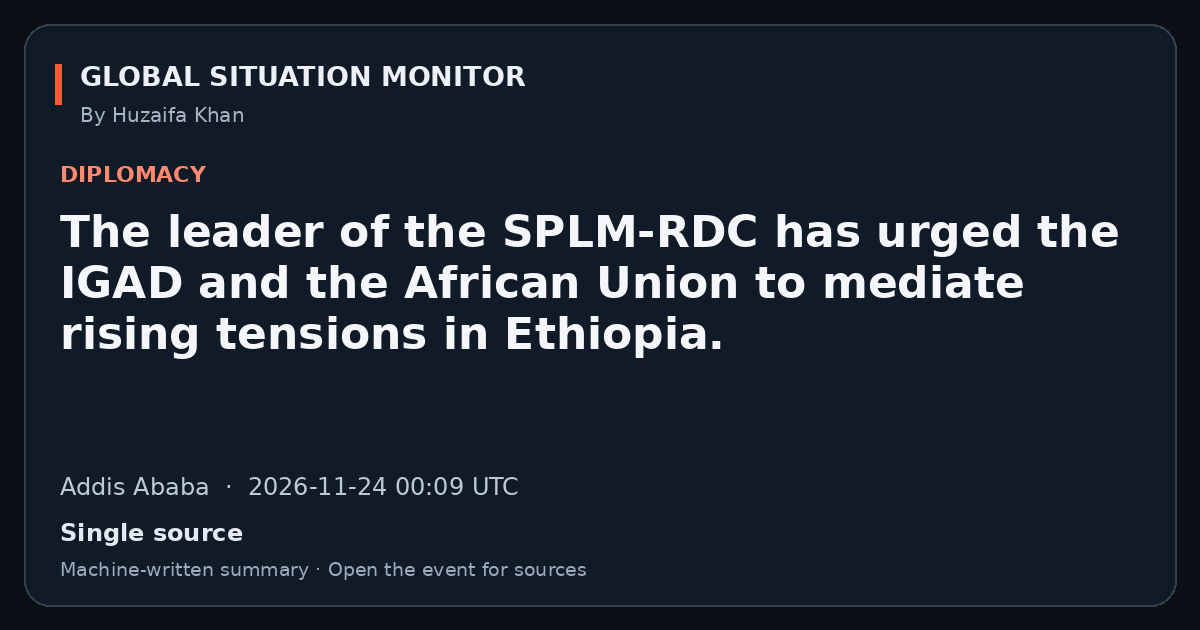 GLOBAL SITUATION MONITOR
By Huzaifa Khan
DIPLOMACY
The leader of the SPLM-RDC has urged the
IGAD and the African Union to mediate
rising tensions in Ethiopia.
Addis Ababa · 2026-11-24 00:09 UTC
Single source
Machine-written summary · Open the event for sources